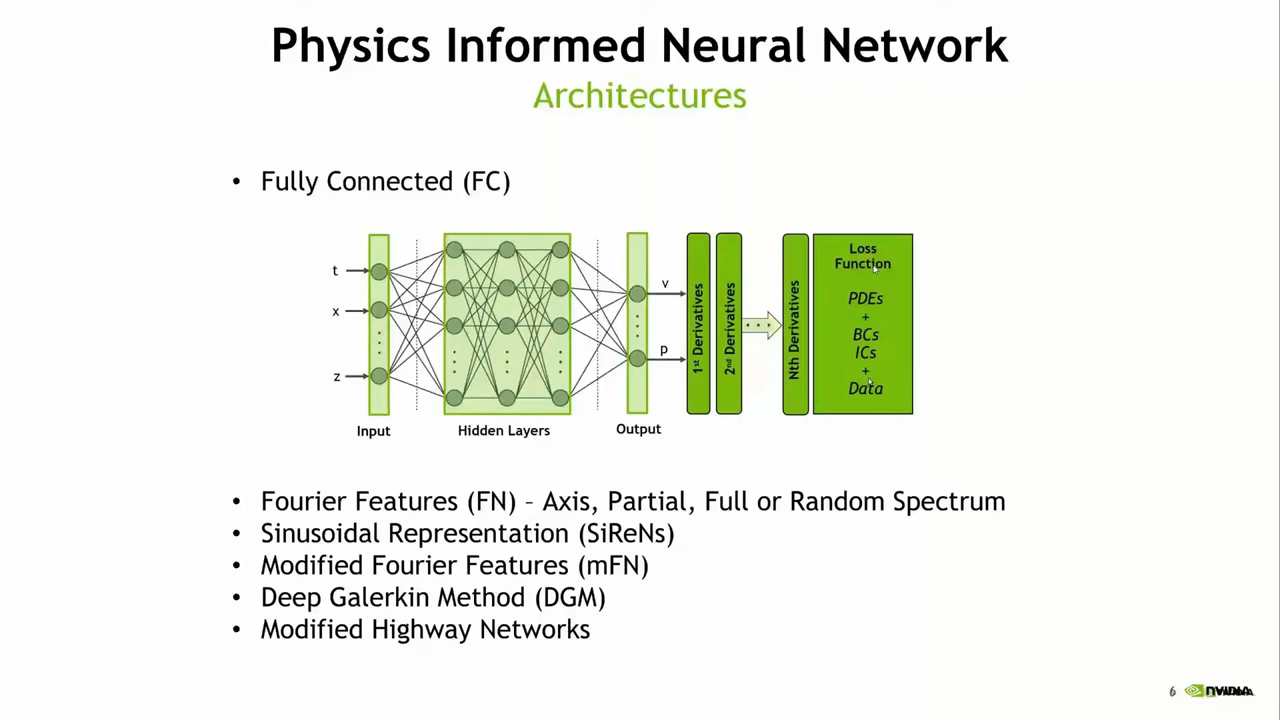 Physics Informed Neural Network
Architectures
• Fully Connected (FC)
t
x
z
Input
Hidden Layers
Output
v
p
1st Derivatives
2nd Derivatives
Nth Derivatives
Loss
Function
PDEs
+
BCs
ICs
+
Data
• Fourier Features (FN) – Axis, Partial, Full or Random Spectrum
• Sinusoidal Representation (SiReNs)
• Modified Fourier Features (mFN)
• Deep Galerkin Method (DGM)
• Modified Highway Networks
6
NVIDIA